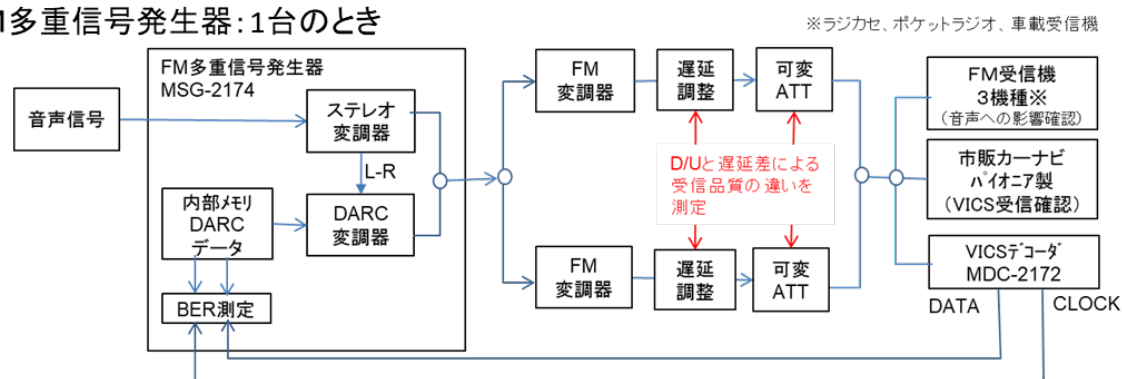 M多重信号発生器：1台のとき
※ラジカセ、ポケットラジオ、車載受信機
FM多重信号発生器
MSG-2174
音声信号
ステレオ
変調器
L-R
内部ﾒﾓﾘ
DARC
データ
DARC
変調器
BER測定
FM
変調器
遅延
調整
可変
ATT
D/Uと遅延差による
受信品質の違いを
測定
FM
変調器
遅延
調整
可変
ATT
FM受信機
3機種※
（音声への影響確認）
市販カーナビ
ﾊﾟｲｵﾆｱ製
（VICS受信確認）
VICSﾃﾞｺｰﾀﾞ
MDC-2172
DATA
CLOCK